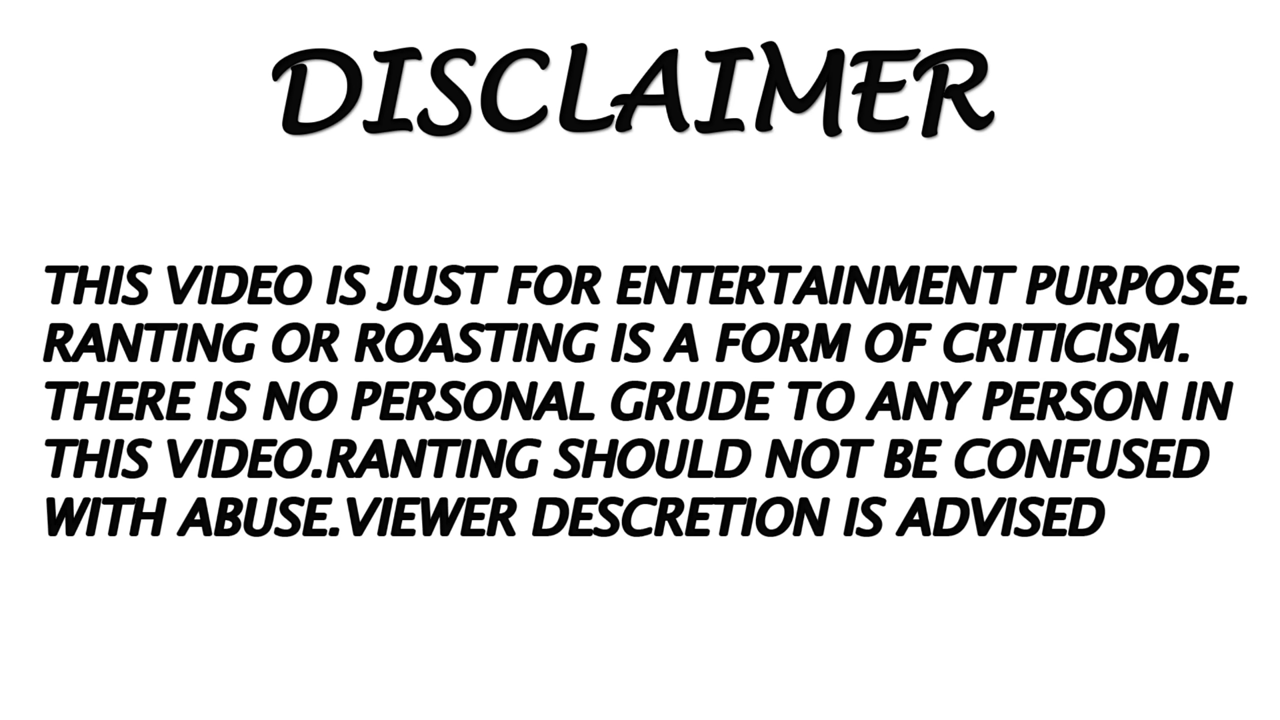 DISCLAIMER
THIS VIDEO IS JUST FOR ENTERTAINMENT PURPOSE.
RANTING OR ROASTING IS A FORM OF CRITICISM.
THERE IS NO PERSONAL GRUDE TO ANY PERSON IN
THIS VIDEO.RANTING SHOULD NOT BE CONFUSED
WITH ABUSE.VIEWER DESCRETION IS ADVISED